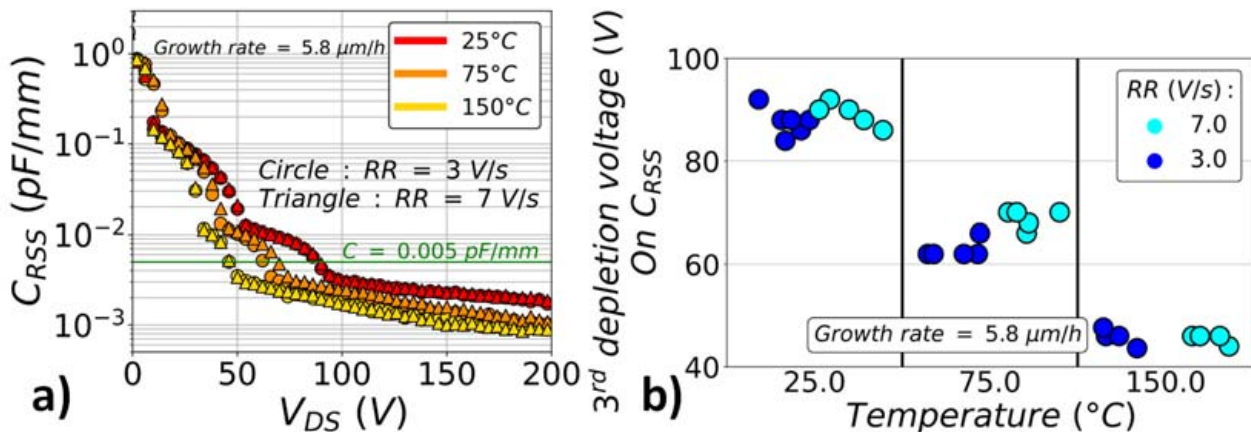 C_RSS (pF/mm)
10^0
10^-1
10^-2
10^-3
Growth rate = 5.8 μm/h
25°C
75°C
150°C
Circle : RR = 3 V/s
Triangle : RR = 7 V/s
C = 0.005 pF/mm
0 50 100 150 200
V_DS (V)
a)
3^rd depletion voltage (V)
On C_RSS
100
80
60
40
RR (V/s):
7.0
3.0
Growth rate = 5.8 μm/h
25.0 75.0 150.0
Temperature (°C)
b)